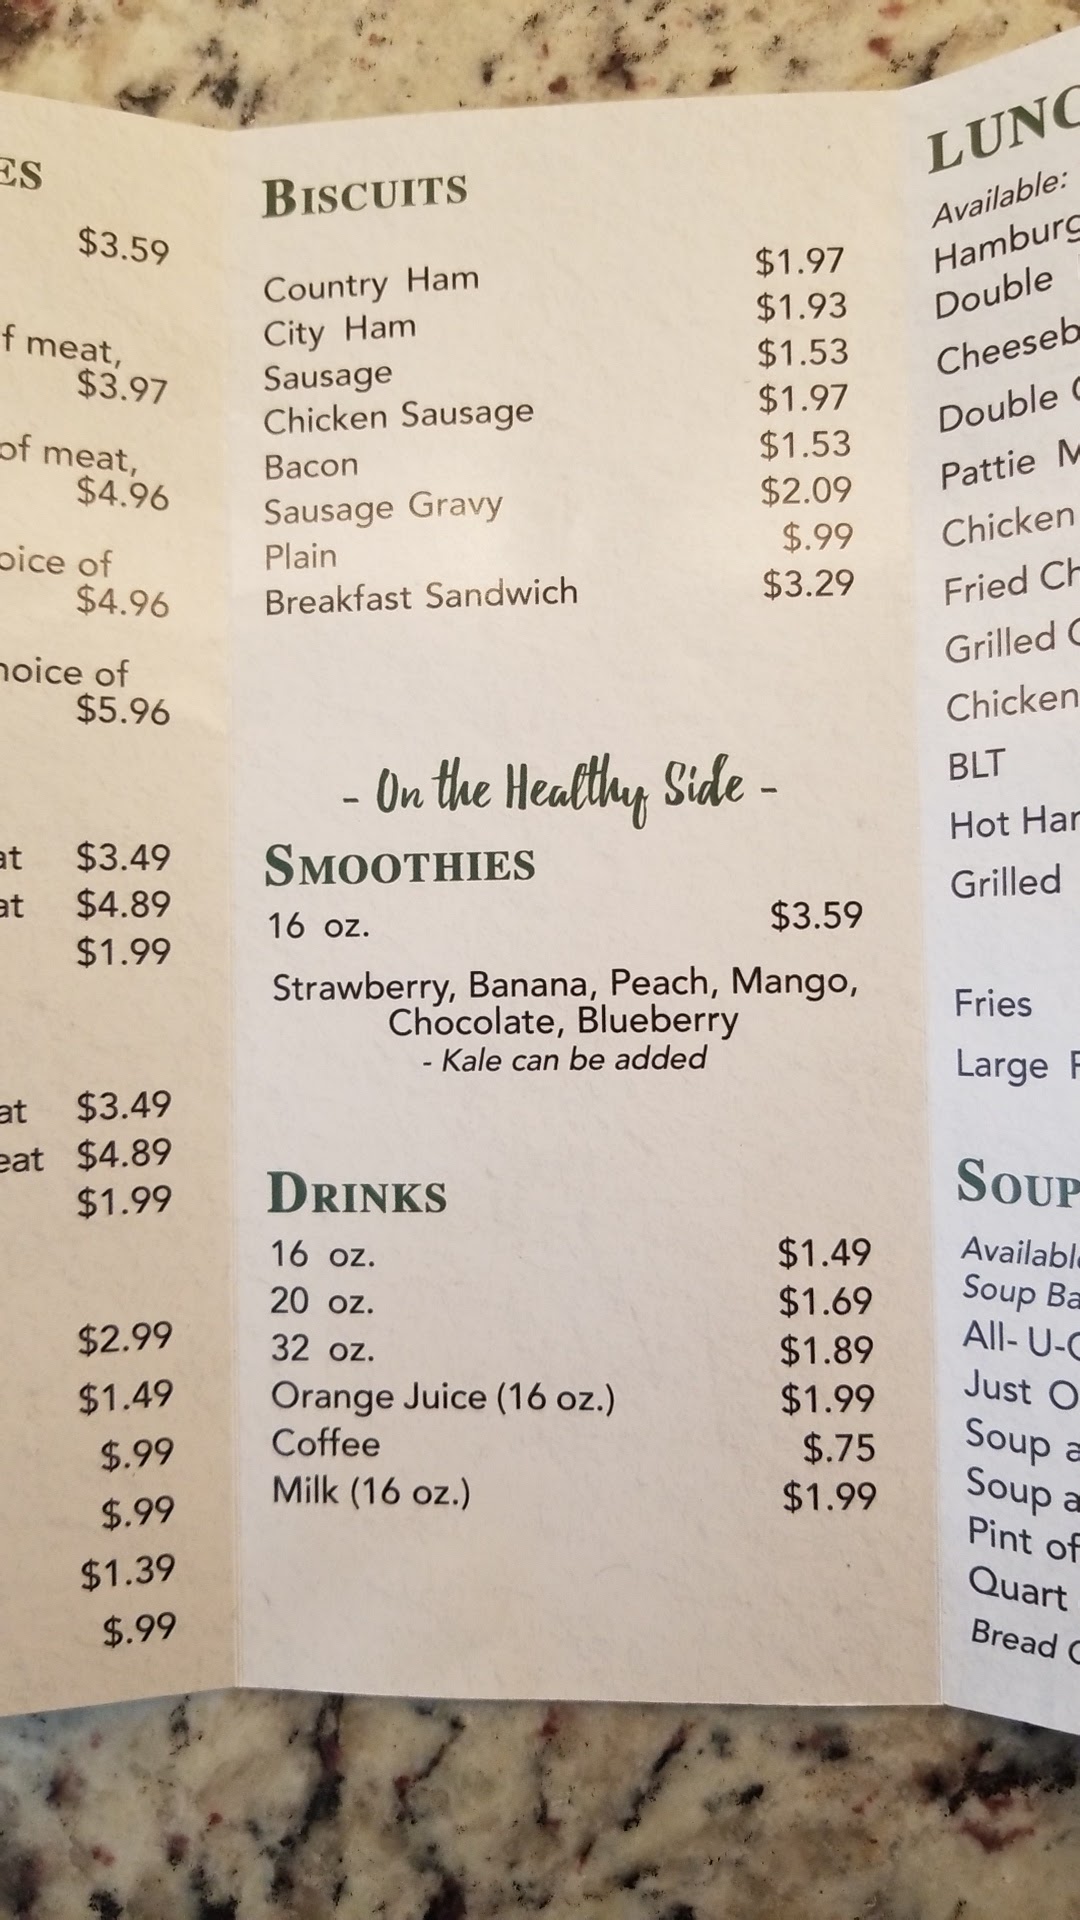 ES
$3.59
f meat,
$3.97
of meat,
$4.96
oice of
$4.96
hoice of
$5.96
at $3.49
at $4.89
$1.99
at $3.49
eat $4.89
$1.99
$2.99
$1.49
$.99
$.99
$1.39
$.99
BISCUITS
Country Ham $1.97
City Ham $1.93
Sausage $1.53
Chicken Sausage $1.97
Bacon $1.53
Sausage Gravy $2.09
Plain $.99
Breakfast Sandwich $3.29
- On the Healthy Side -
SMOOTHIES
16 oz. $3.59
Strawberry, Banana, Peach, Mango,
Chocolate, Blueberry
- Kale can be added
DRINKS
16 oz. $1.49
20 oz. $1.69
32 oz. $1.89
Orange Juice (16 oz.) $1.99
Coffee $.75
Milk (16 oz.) $1.99
LUNC
Available:
Hamburg
Double
Cheeseb
Double
Pattie M
Chicken
Fried Ch
Grilled
Chicken
BLT
Hot Ham
Grilled
Fries
Large F
SOUP
Availabl
Soup Ba
All- U-C
Just O
Soup a
Soup a
Pint of
Quart
Bread